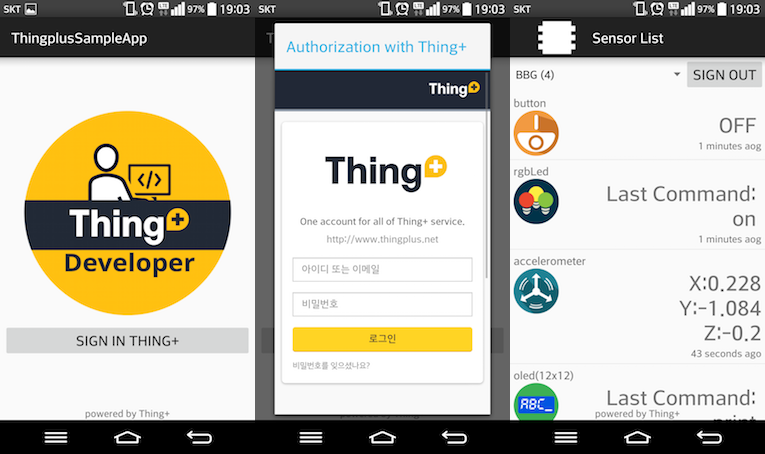 SKT
97%
19:03
ThingplusSampleApp
Thing+
Developer
SIGN IN THING+
powered by Thing+
SKT
97%
19:03
Authorization with Thing+
Thing+
Thing+
One account for all of Thing+ service.
http://www.thingplus.net
아이디 또는 이메일
비밀번호
로그인
비밀번호를 잊으셨나요?
SKT
97%
19:03
Sensor List
BBG (4)
SIGN OUT
button
OFF
1 minutes aog
rgbLed
Last Command:
on
1 minutes aog
accelerometer
X:0.228
Y:-1.084
Z:-0.2
43 seconds ago
oled(12x12)
ABC_
Last Command:
powered by Thing+
print